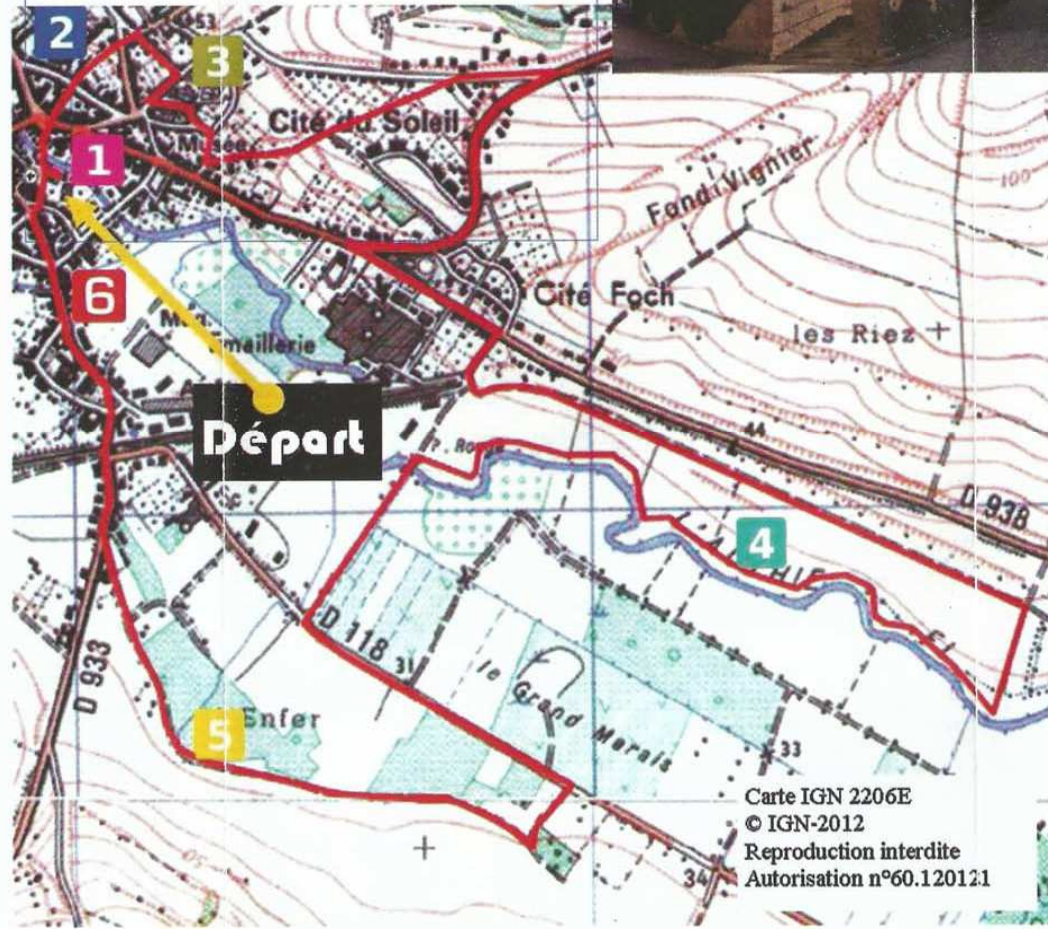 2
53
3
Cité du Soleil
Musée
1
Fond Vignier
100
6
Cité Foch
les Riez
Départ
44
D 938
4
D 118
31
le Grand Marais
D 933
Enfer
5
33
50
34
Carte IGN 2206E
© IGN-2012
Reproduction interdite
Autorisation n°60.120121